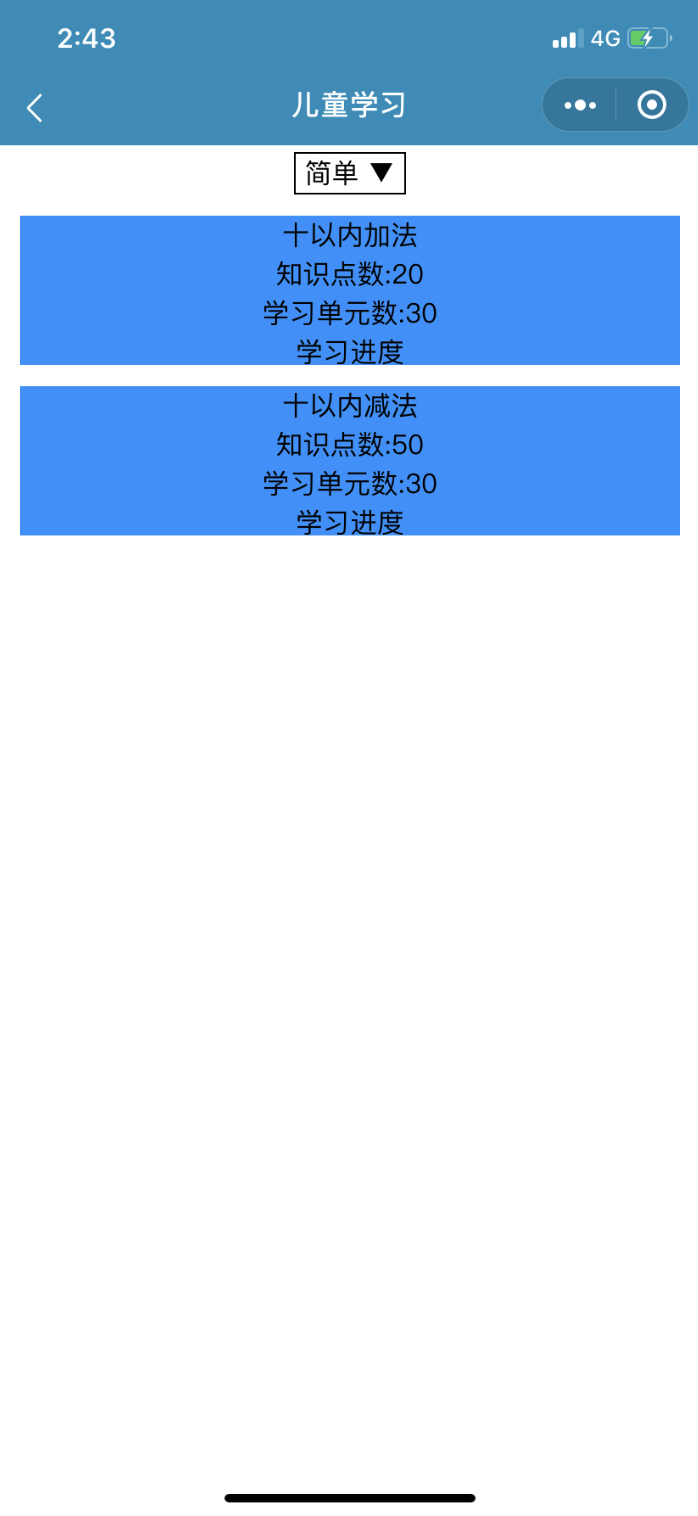 2:43
4G
儿童学习
简单 ▼
十以内加法
知识点数:20
学习单元数:30
学习进度
十以内减法
知识点数:50
学习单元数:30
学习进度